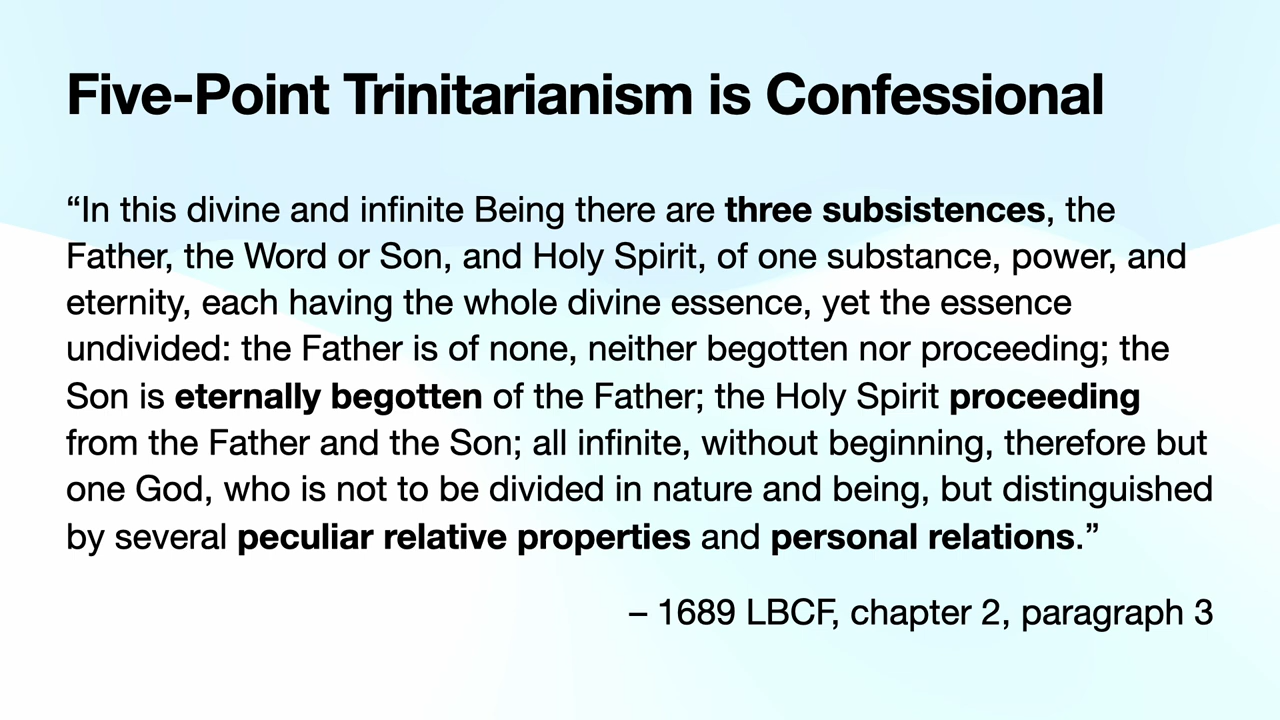 Five-Point Trinitarianism is Confessional
“In this divine and infinite Being there are three subsistences, the
Father, the Word or Son, and Holy Spirit, of one substance, power, and
eternity, each having the whole divine essence, yet the essence
undivided: the Father is of none, neither begotten nor proceeding; the
Son is eternally begotten of the Father; the Holy Spirit proceeding
from the Father and the Son; all infinite, without beginning, therefore but
one God, who is not to be divided in nature and being, but distinguished
by several peculiar relative properties and personal relations.”
– 1689 LBCF, chapter 2, paragraph 3